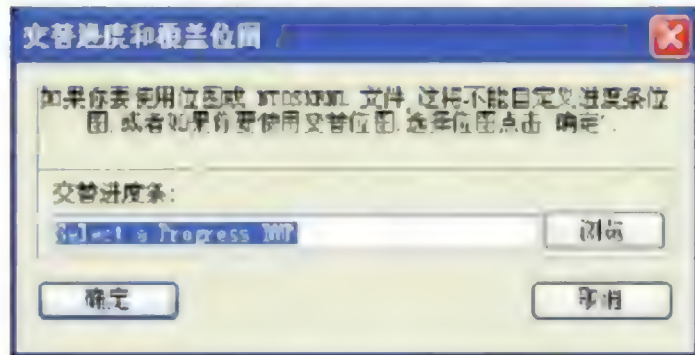 交替进度和覆盖位图
如果你要使用位图或 NTOSKRNL 文件, 这将不能自定义进度条位
图, 或者如果你要使用交替位图, 选择位图点击"确定".
交替进度条:
Select a Progress BMP
浏览
确定
取消